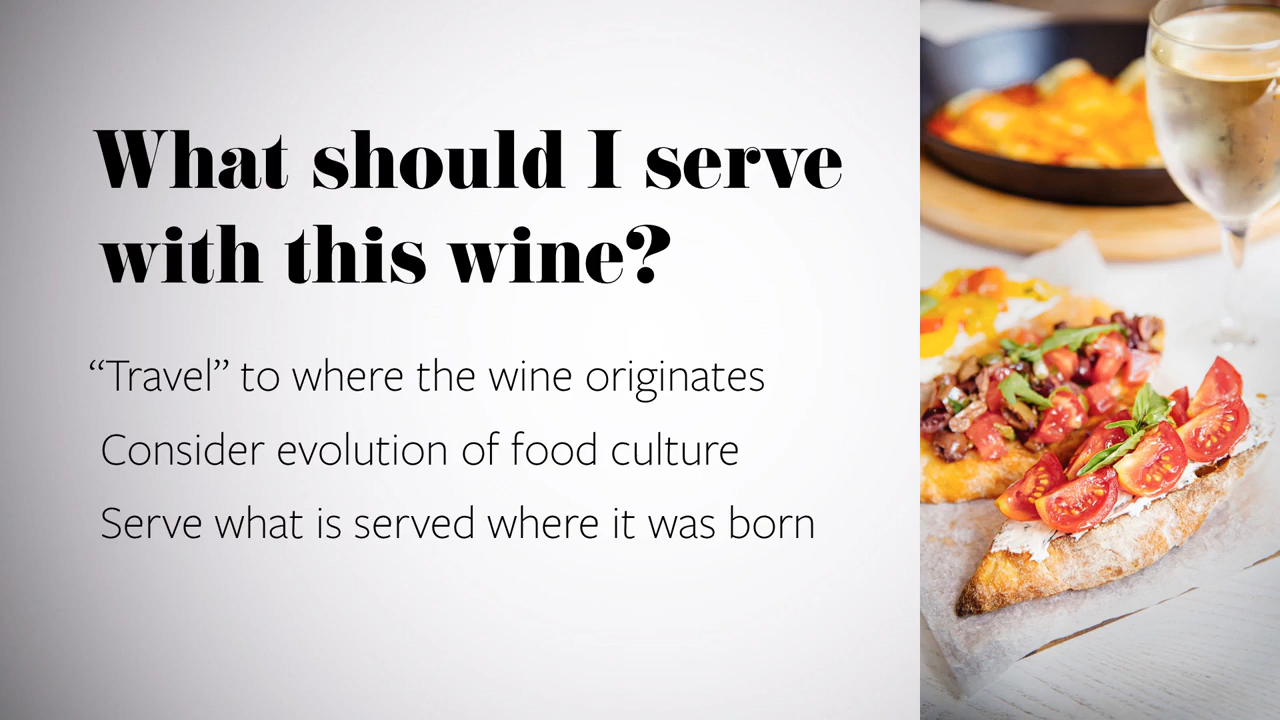 What should I serve
with this wine?
“Travel” to where the wine originates
Consider evolution of food culture
Serve what is served where it was born